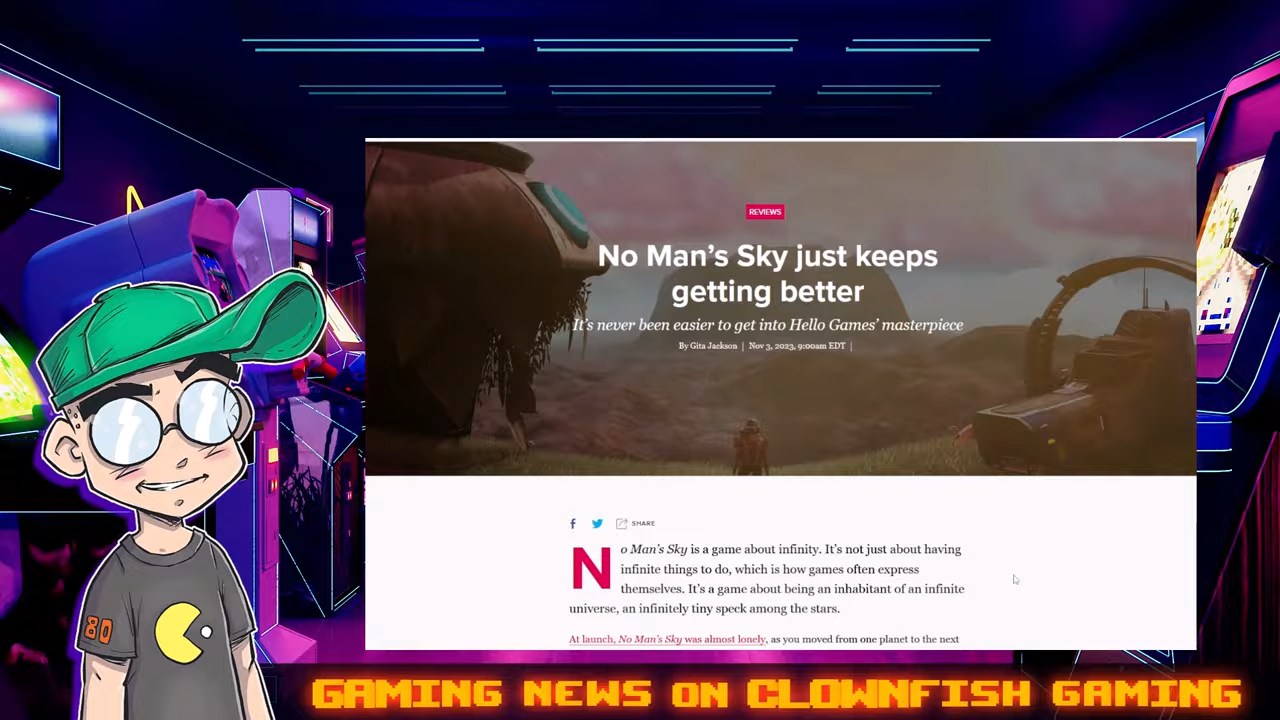 REVIEWS
No Man's Sky just keeps
getting better
It's never been easier to get into Hello Games' masterpiece
By Gita Jackson | Nov 3, 2023, 9:00am EDT |
SHARE
No Man's Sky is a game about infinity. It's not just about having
infinite things to do, which is how games often express
themselves. It's a game about being an inhabitant of an infinite
universe, an infinitely tiny speck among the stars.
At launch, No Man's Sky was almost lonely, as you moved from one planet to the next
80
GAMING NEWS ON CLOWNFISH GAMING